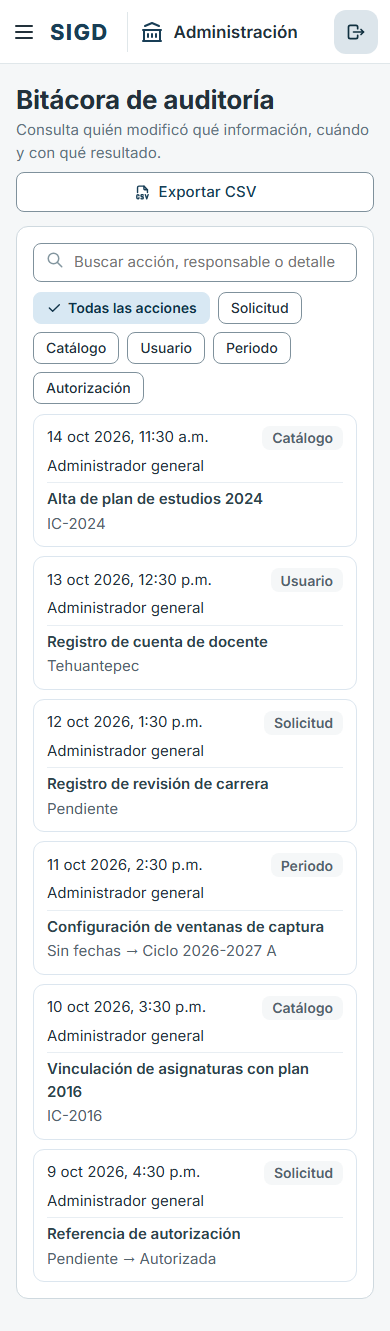 SIGD
Administración
Bitácora de auditoría
Consulta quién modificó qué información, cuándo
y con qué resultado.
CSV
Exportar CSV
Buscar acción, responsable o detalle
Todas las acciones
Solicitud
Catálogo
Usuario
Periodo
Autorización
14 oct 2026, 11:30 a.m.
Catálogo
Administrador general
Alta de plan de estudios 2024
IC-2024
13 oct 2026, 12:30 p.m.
Usuario
Administrador general
Registro de cuenta de docente
Tehuantepec
12 oct 2026, 1:30 p.m.
Solicitud
Administrador general
Registro de revisión de carrera
Pendiente
11 oct 2026, 2:30 p.m.
Periodo
Administrador general
Configuración de ventanas de captura
Sin fechas → Ciclo 2026-2027 A
10 oct 2026, 3:30 p.m.
Catálogo
Administrador general
Vinculación de asignaturas con plan
2016
IC-2016
9 oct 2026, 4:30 p.m.
Solicitud
Administrador general
Referencia de autorización
Pendiente → Autorizada